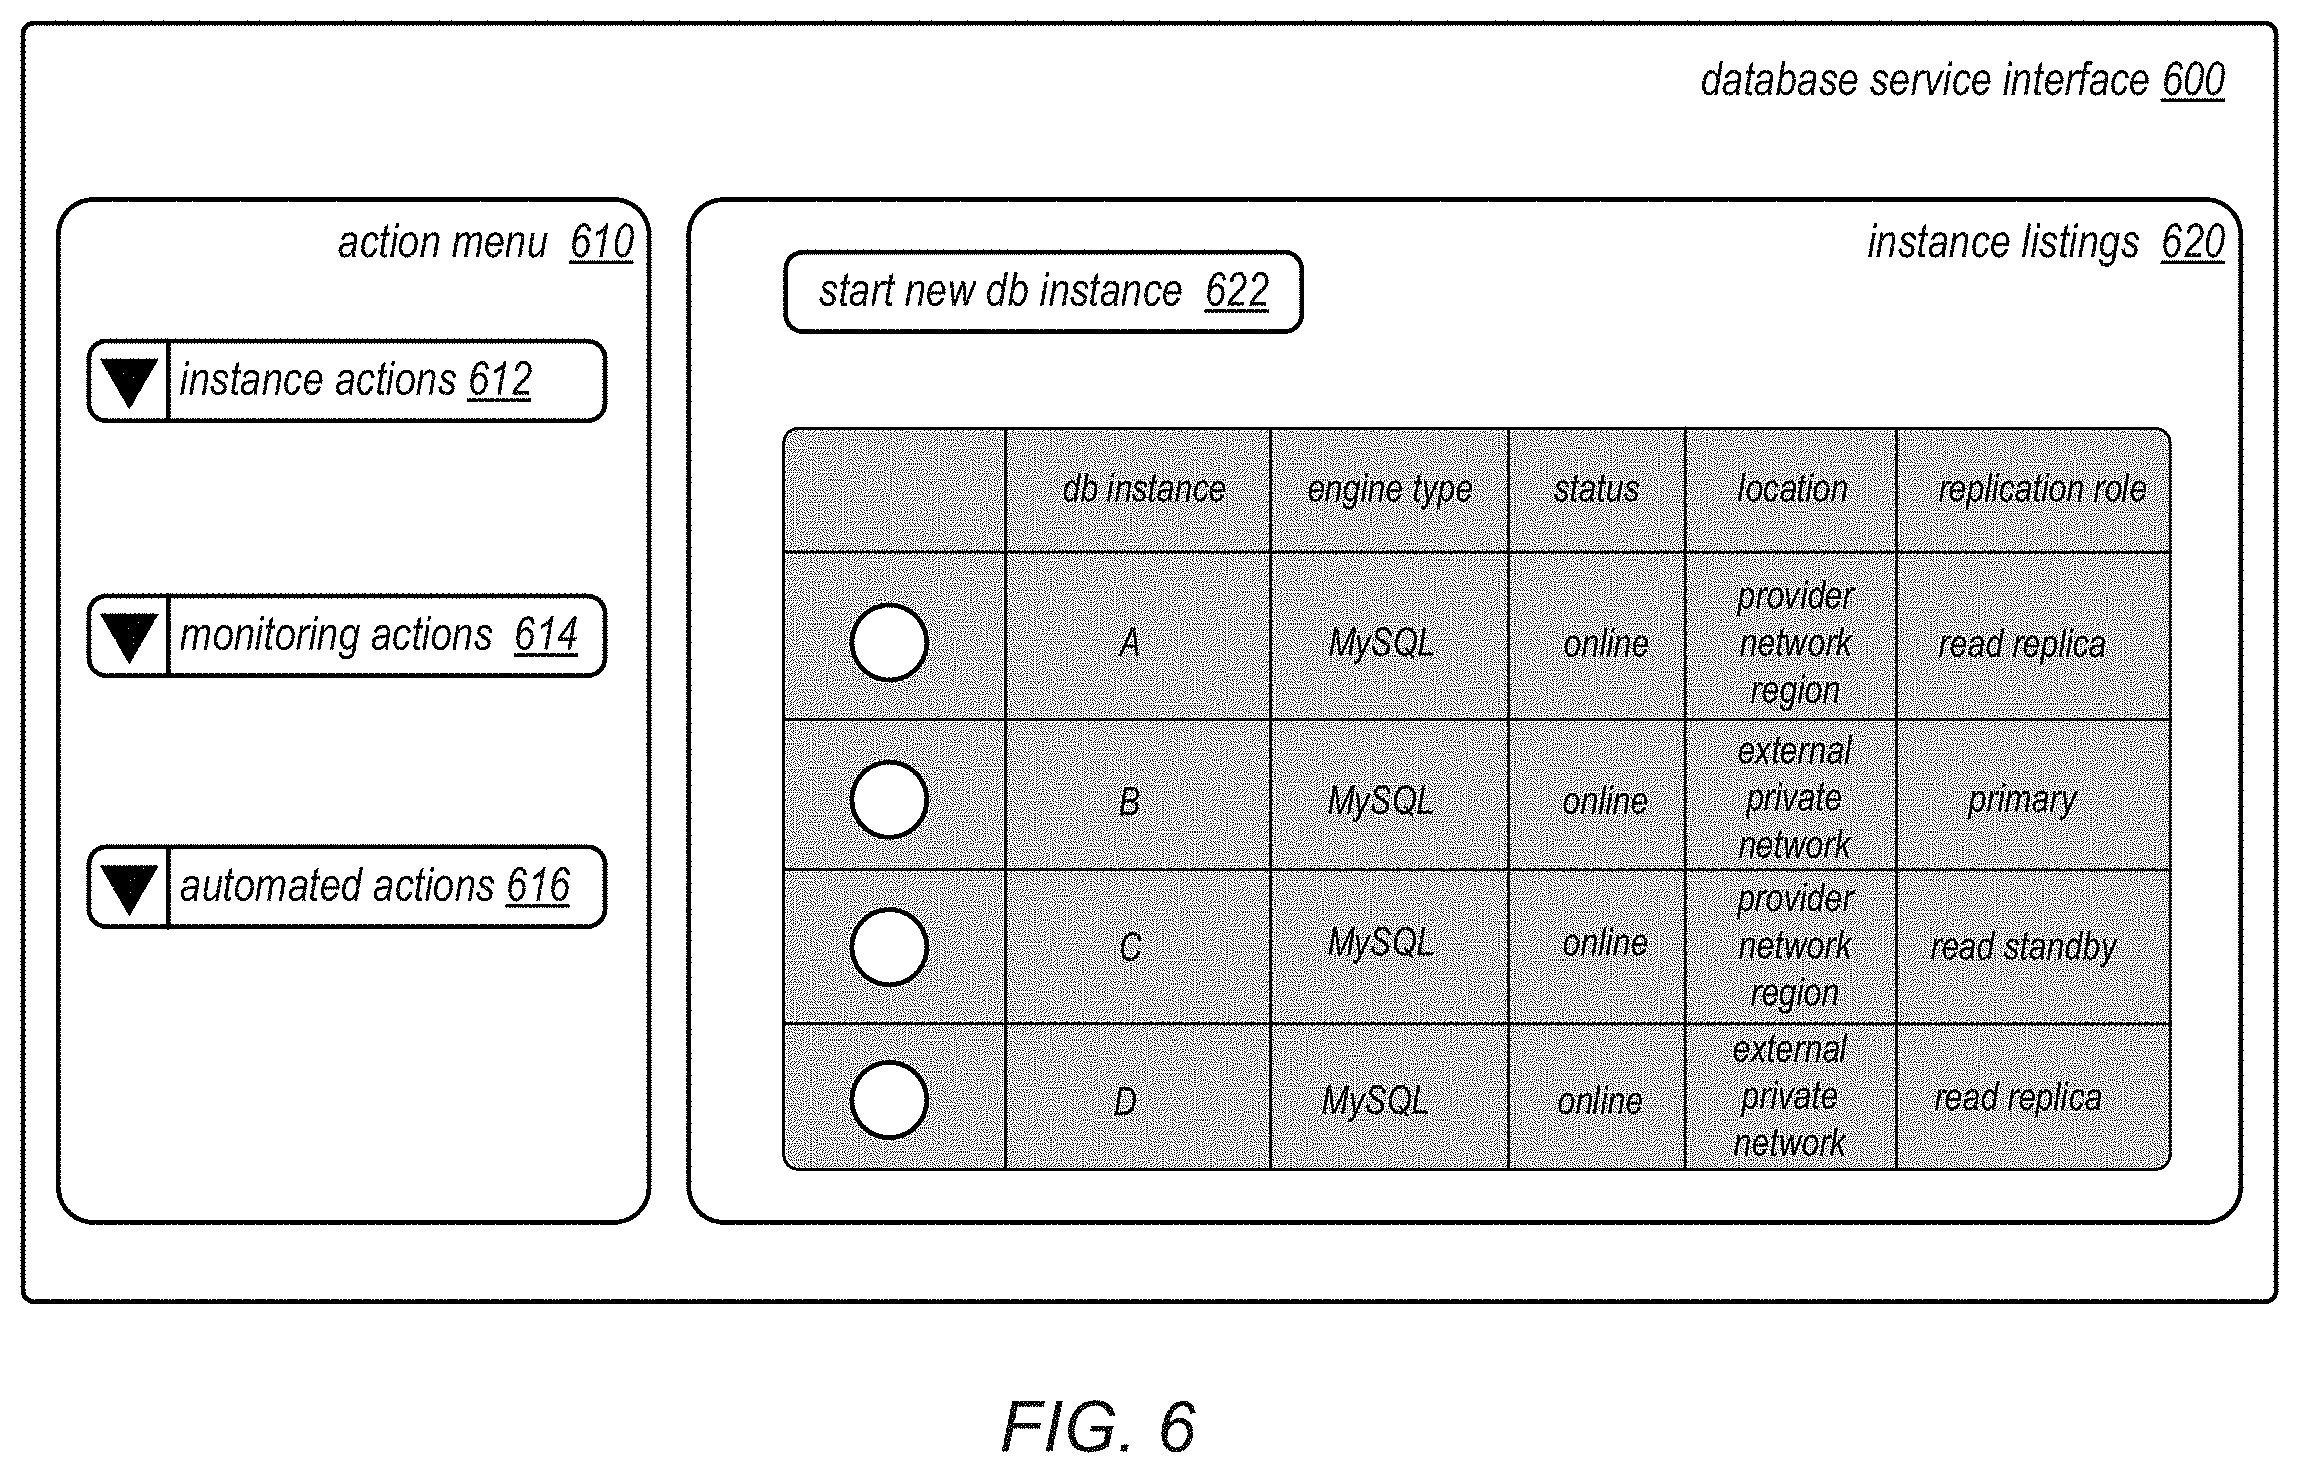 database service interface 600
action menu 610
instance actions 612
monitoring actions 614
automated actions 616
instance listings 620
start new db instance 622
db instance engine type status location replication role
A MySQL online provider network region read replica
B MySQL online external private network primary
C MySQL online provider network region read standby
D MySQL online external private network read replica
FIG. 6